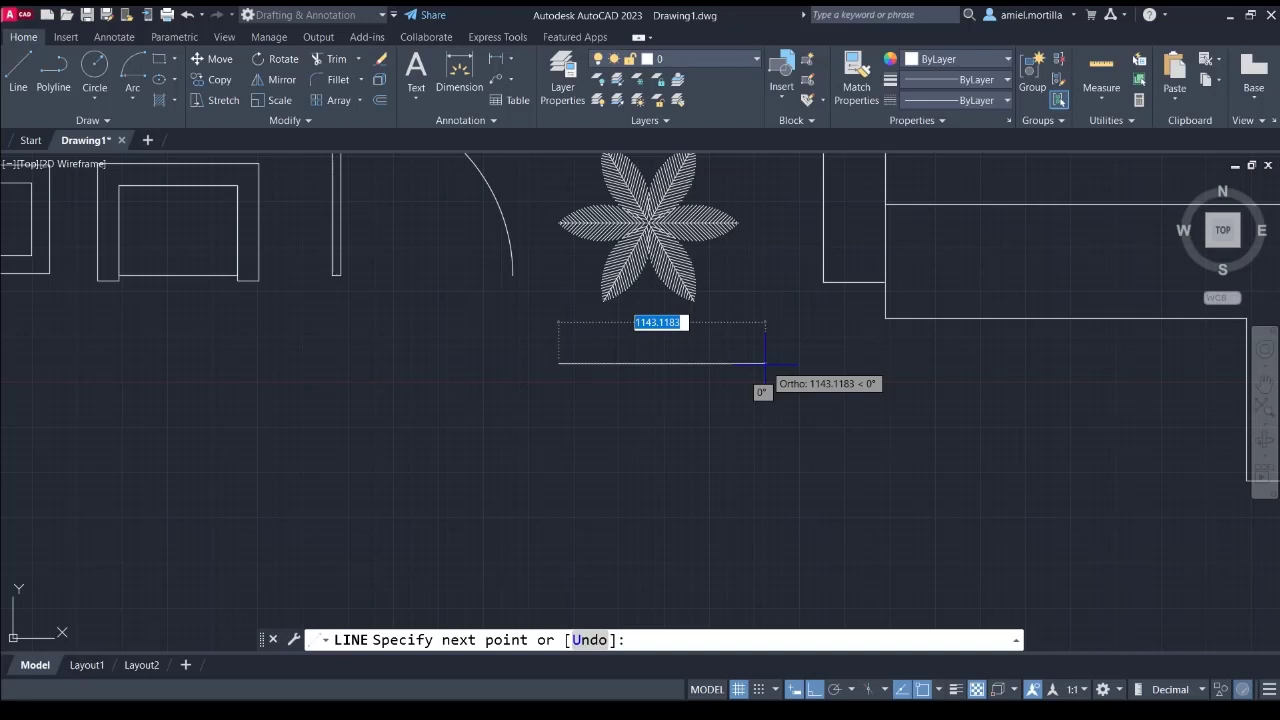 CAD
Drafting & Annotation
Share
Autodesk AutoCAD 2023 Drawing1.dwg
Type a keyword or phrase
amiel.mortilla
Home Insert Annotate Parametric View Manage Output Add-ins Collaborate Express Tools Featured Apps
Line Polyline Circle Arc
Move Rotate Trim
Copy Mirror Fillet
Stretch Scale Array
Text Dimension Table
Layer Properties
0
Insert
Match Properties
ByLayer
ByLayer
ByLayer
Group
Measure
Paste
Base
Draw Modify Annotation Layers Block Properties Groups Utilities Clipboard View
Start Drawing1*
[−][Top][2D Wireframe]
N
W TOP E
S
WCS
1143.1183
Ortho: 1143.1183 < 0°
0°
Y
X
LINE Specify next point or [Undo]:
Model Layout1 Layout2
MODEL 1:1 Decimal